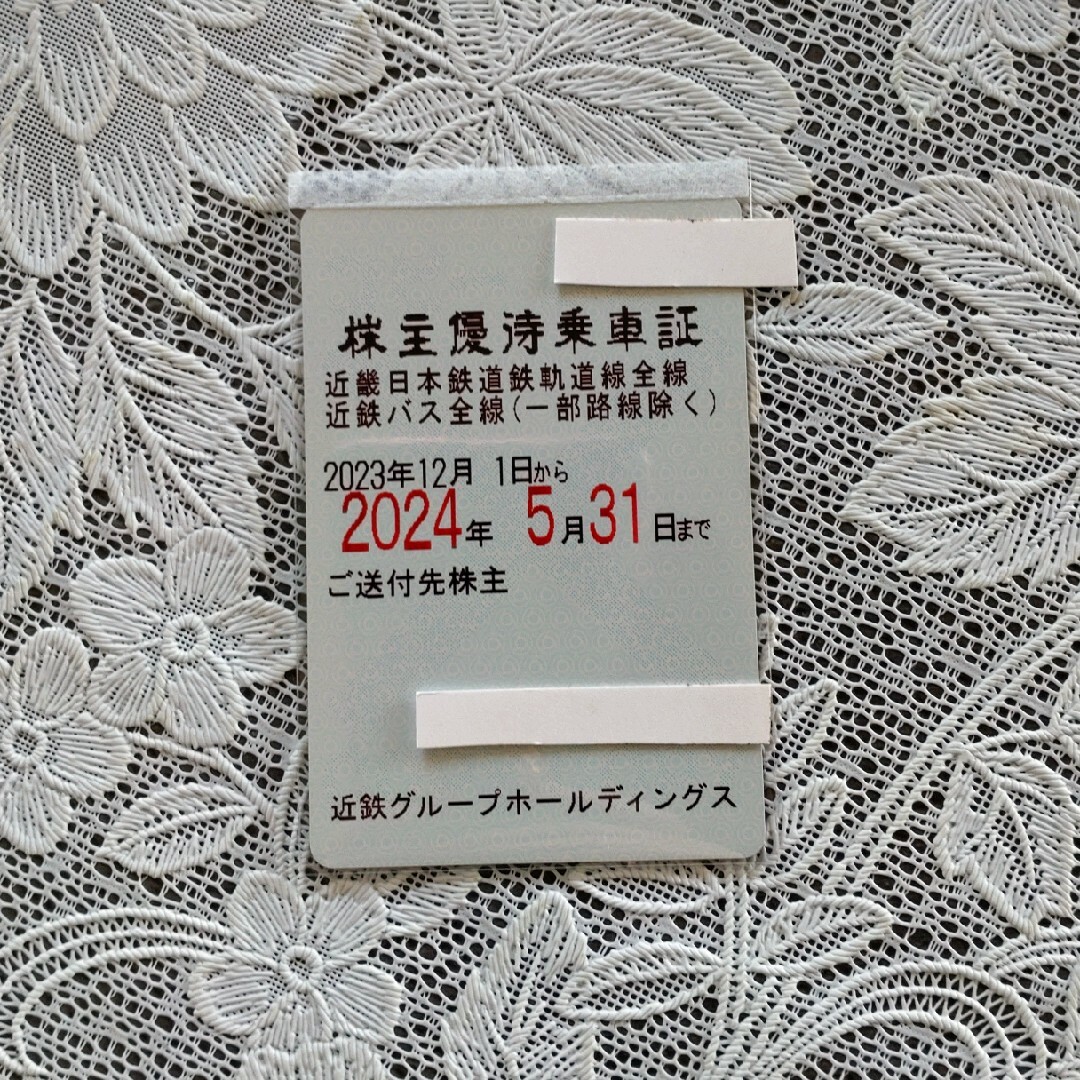 株主優待乗車証
近畿日本鉄道鉄軌道線全線
近鉄バス全線(一部路線除く)
2023年12月 1日から
2024年 5月31日まで
ご送付先株主
近鉄グループホールディングス